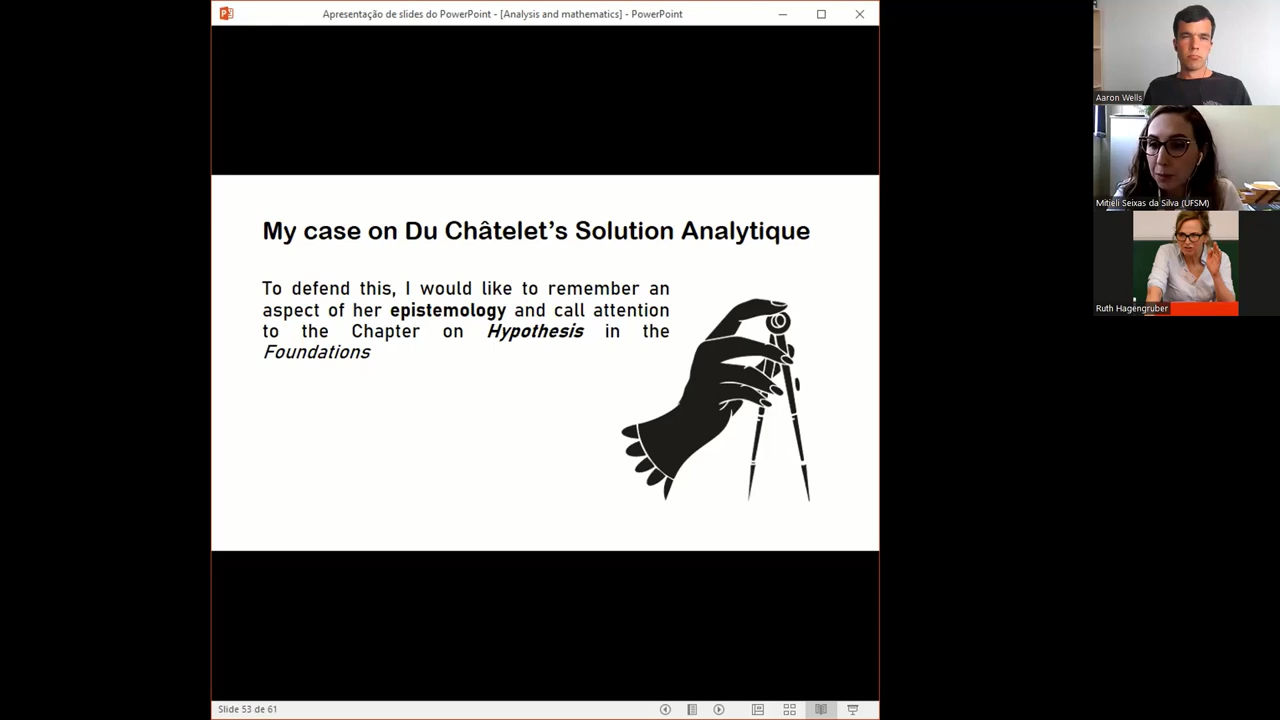 Apresentação de slides do PowerPoint - [Analysis and mathematics] - PowerPoint
Aaron Wells
Mitieli Seixas da Silva (UFSM)
Ruth Hagengruber
My case on Du Châtelet's Solution Analytique
To defend this, I would like to remember an
aspect of her epistemology and call attention
to the Chapter on Hypothesis in the
Foundations
Slide 53 de 61